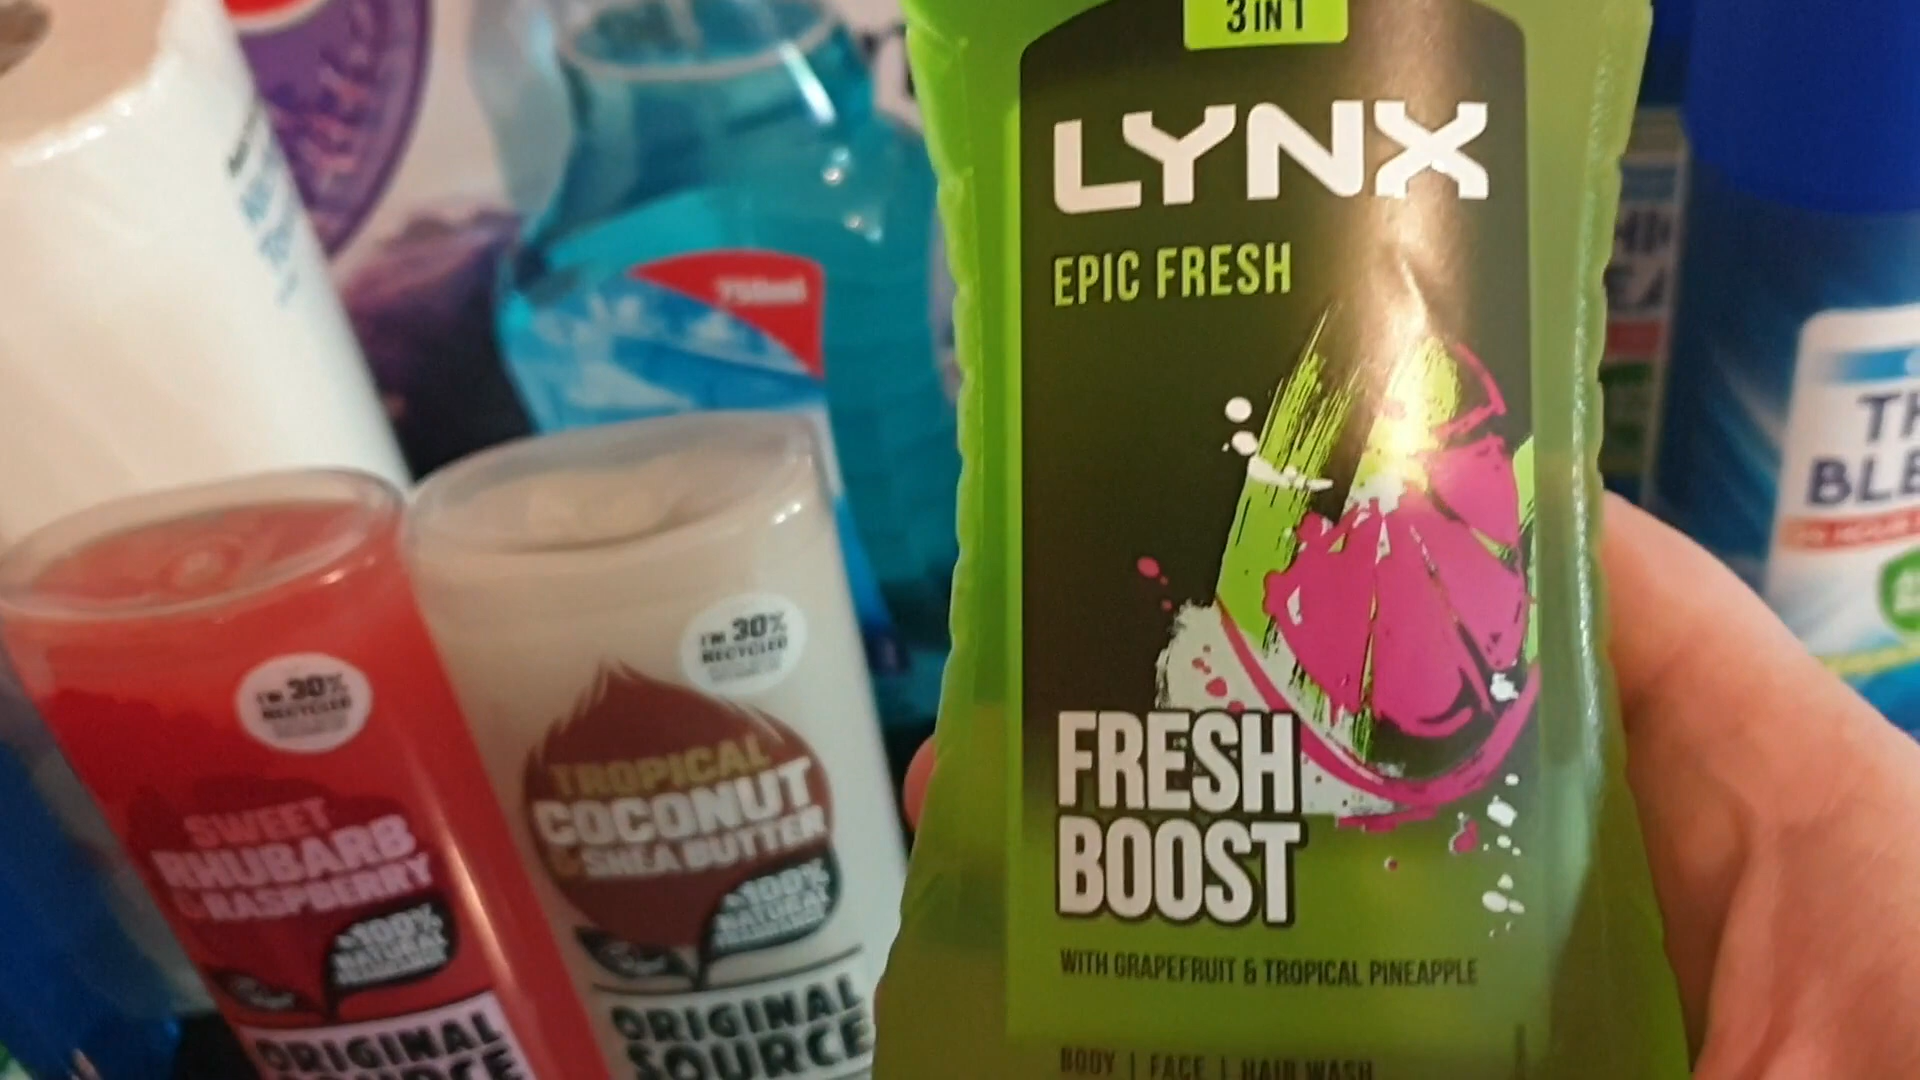 3 IN 1
LYNX
EPIC FRESH
FRESH
BOOST
WITH GRAPEFRUIT & TROPICAL PINEAPPLE
BODY | FACE | HAIR WASH
I'M 30%
RECYCLED
SWEET
RHUBARB
& RASPBERRY
100%
NATURAL
ORIGINAL
SOURCE
I'M 30%
RECYCLED
TROPICAL
COCONUT
& SHEA BUTTER
100%
NATURAL
ORIGINAL
SOURCE
750ml